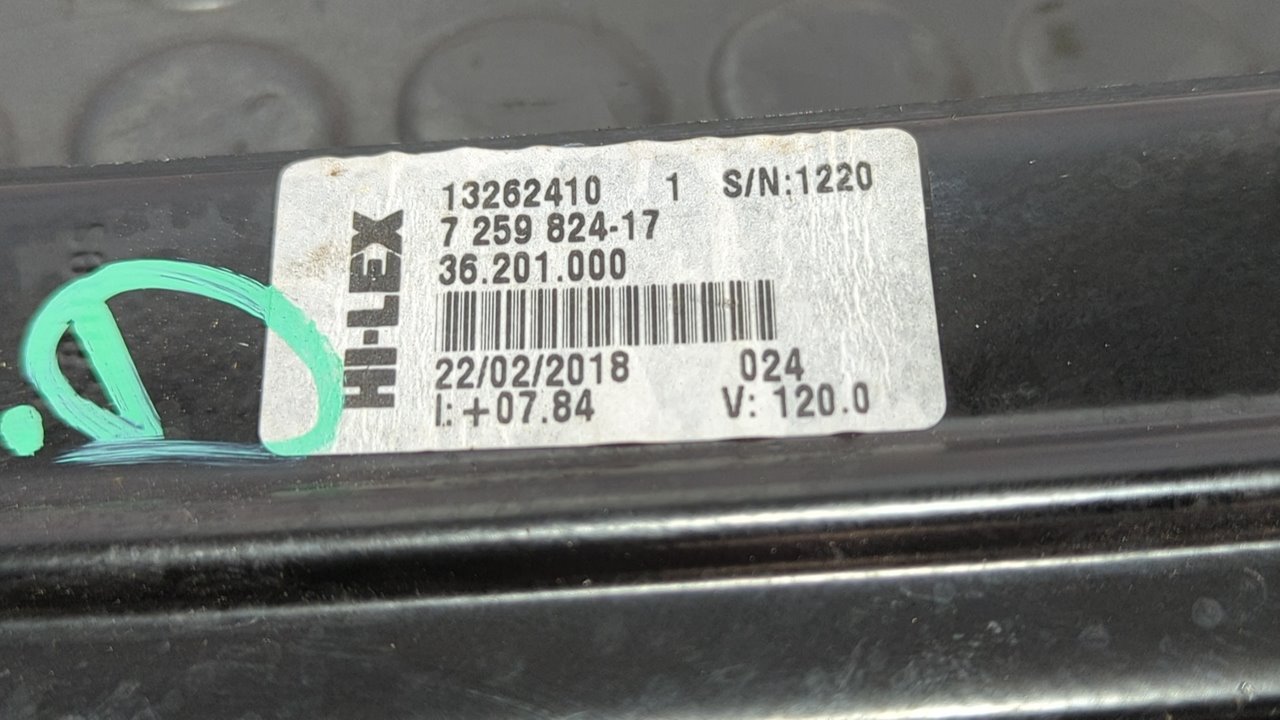 13262410 1 S/N:1220
7 259 824-17
36.201.000
HI-LEX
22/02/2018 024
I: +07.84 V: 120.0
D.